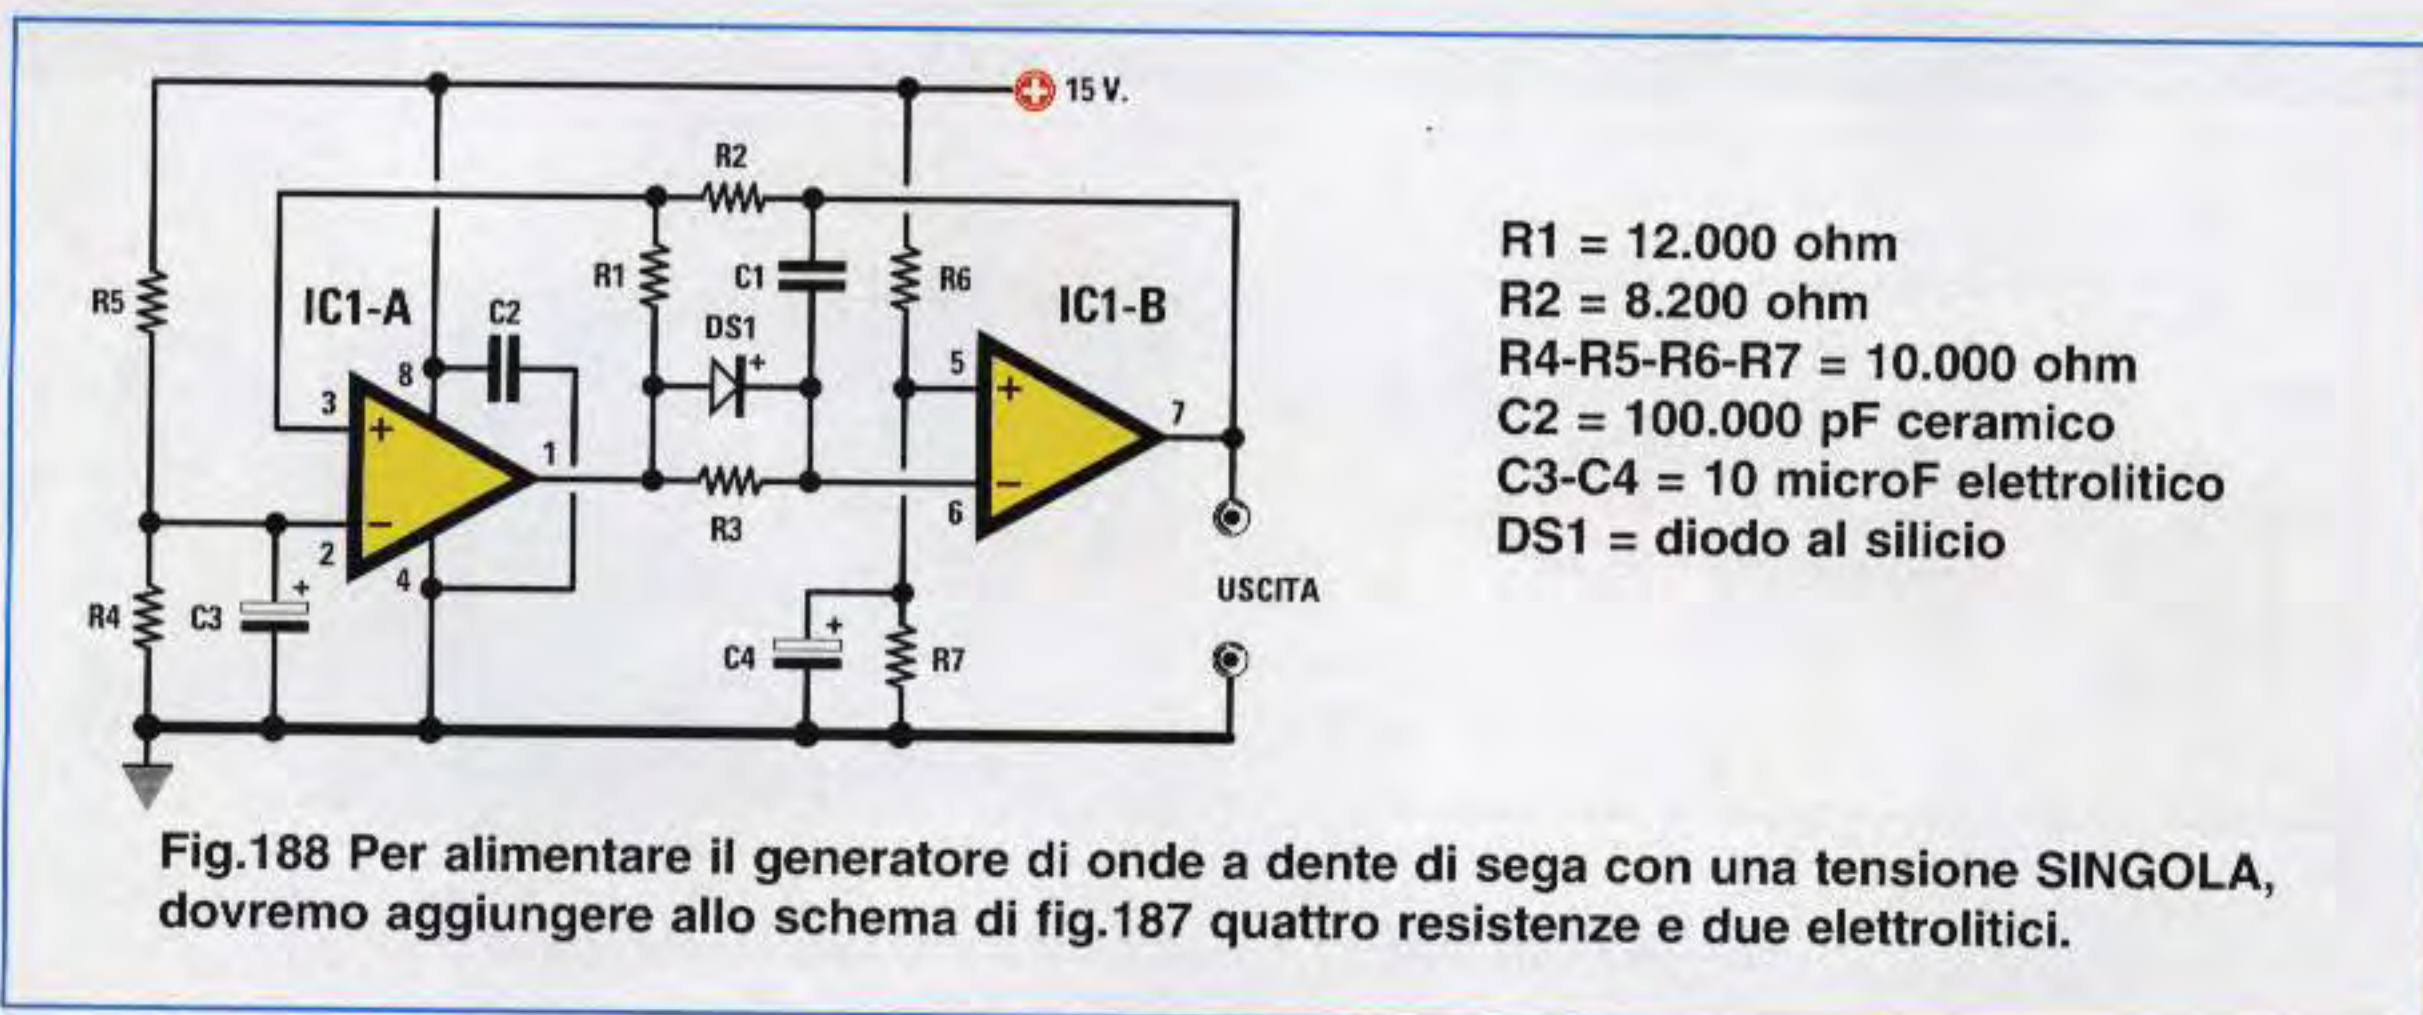 15 V.
R2
R5
IC1-A
C2
R1
C1
R6
IC1-B
DS1
+
8
3
5
+
+
7
1
-
-
R3
6
2
4
+
R4
C3
USCITA
+
C4
R7
R1 = 12.000 ohm
R2 = 8.200 ohm
R4-R5-R6-R7 = 10.000 ohm
C2 = 100.000 pF ceramico
C3-C4 = 10 microF elettrolitico
DS1 = diodo al silicio
Fig.188 Per alimentare il generatore di onde a dente di sega con una tensione SINGOLA,
dovremo aggiungere allo schema di fig.187 quattro resistenze e due elettrolitici.